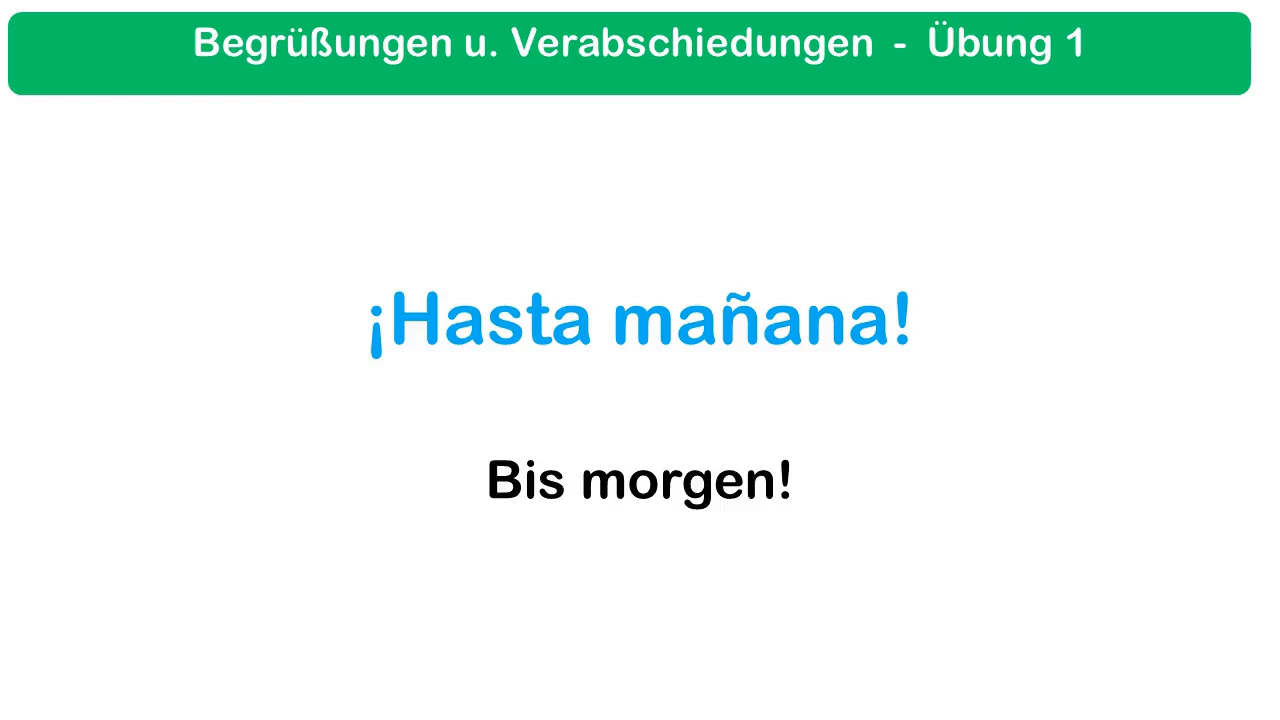 Begrüßungen u. Verabschiedungen - Übung 1
¡Hasta mañana!
Bis morgen!